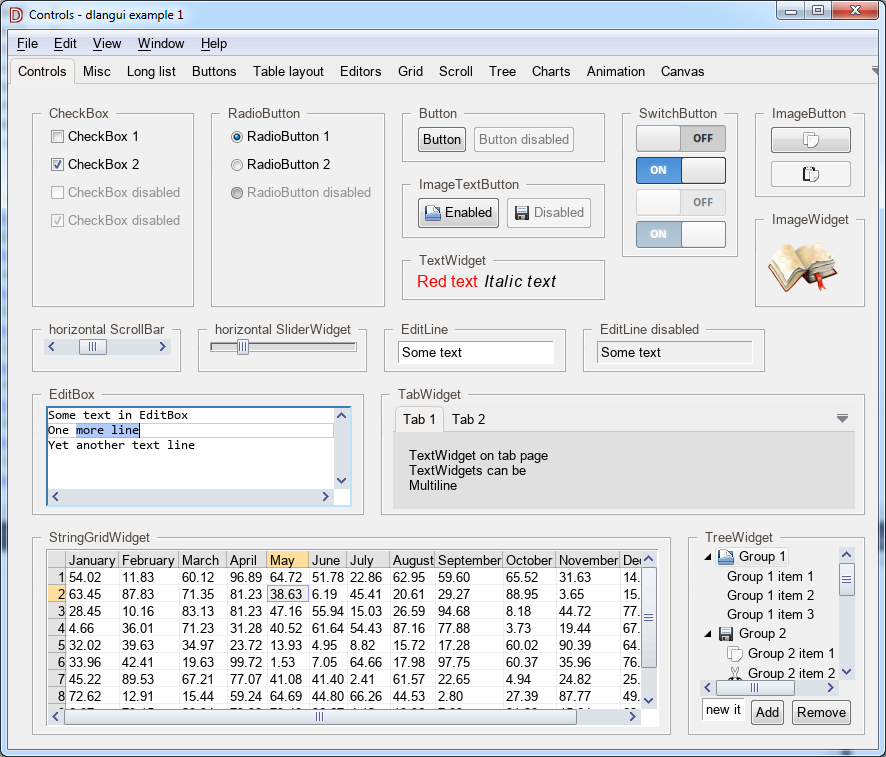 Controls - dlangui example 1
File Edit View Window Help
Controls Misc Long list Buttons Table layout Editors Grid Scroll Tree Charts Animation Canvas
CheckBox
CheckBox 1
CheckBox 2
CheckBox disabled
CheckBox disabled
RadioButton
RadioButton 1
RadioButton 2
RadioButton disabled
Button
Button Button disabled
ImageTextButton
Enabled Disabled
TextWidget
Red text Italic text
SwitchButton
OFF
ON
OFF
ON
ImageButton
ImageWidget
horizontal ScrollBar
horizontal SliderWidget
EditLine
Some text
EditLine disabled
Some text
EditBox
Some text in EditBox
One more line
Yet another text line
TabWidget
Tab 1 Tab 2
TextWidget on tab page
TextWidgets can be
Multiline
StringGridWidget
January February March April May June July August September October November Dec
1 54.02 11.83 60.12 96.89 64.72 51.78 22.86 62.95 59.60 65.52 31.63 14.
2 63.45 87.83 71.35 81.23 38.63 6.19 45.41 20.61 29.27 88.95 3.65 15.
3 28.45 10.16 83.13 81.23 47.16 55.94 15.03 26.59 94.68 8.18 44.72 77.
4 4.66 36.01 71.23 31.28 40.52 61.64 54.43 87.16 77.88 3.73 19.44 67.
5 32.02 39.63 34.97 23.72 13.93 4.95 8.82 15.72 17.28 60.02 90.39 64.
6 33.96 42.41 19.63 99.72 1.53 7.05 64.66 17.98 97.75 60.37 35.96 76.
7 45.22 89.53 67.21 77.07 41.08 41.40 2.41 61.57 22.65 4.94 24.82 25.
8 72.62 12.91 15.44 59.24 64.69 44.80 66.26 44.53 2.80 27.39 87.77 49.
TreeWidget
Group 1
Group 1 item 1
Group 1 item 2
Group 1 item 3
Group 2
Group 2 item 1
Group 2 item 2
new it Add Remove